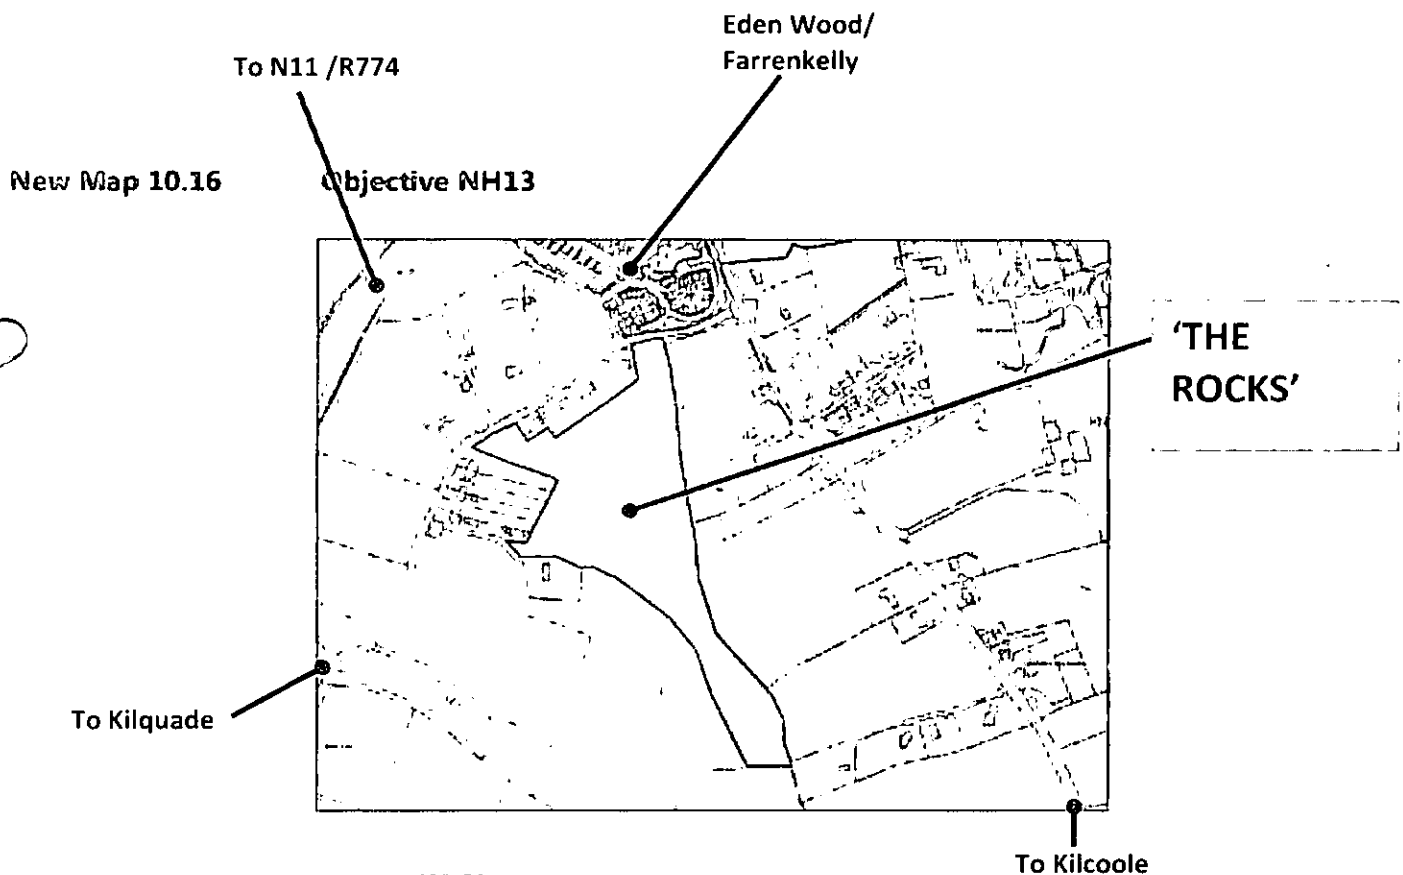 Eden Wood/
Farrenkelly
To N11 /R774
New Map 10.16 Objective NH13
‘THE
ROCKS’
To Kilquade
To Kilcoole